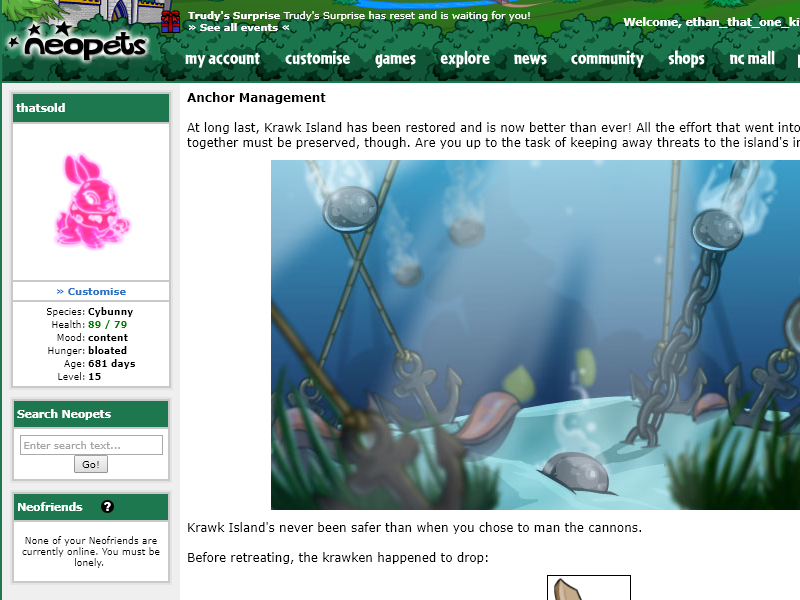 neopets
Trudy's Surprise Trudy's Surprise has reset and is waiting for you!
» See all events «
Welcome, ethan_that_one_ki
my account customise games explore news community shops nc mall
thatsold
» Customise
Species: Cybunny
Health: 89 / 79
Mood: content
Hunger: bloated
Age: 681 days
Level: 15
Search Neopets
Enter search text...
Go!
Neofriends ?
None of your Neofriends are
currently online. You must be
lonely.
Anchor Management
At long last, Krawk Island has been restored and is now better than ever! All the effort that went into
together must be preserved, though. Are you up to the task of keeping away threats to the island's
Krawk Island's never been safer than when you chose to man the cannons.
Before retreating, the krawken happened to drop: